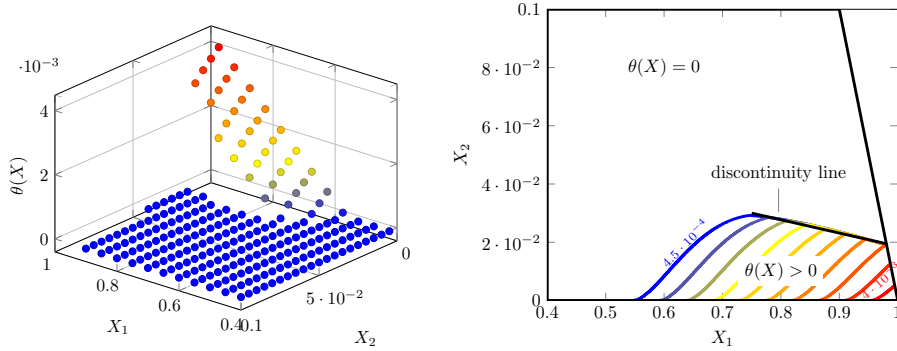 ·10⁻³
4
2
0
θ(X)
1
0.8
0.6
0.4
X₁
0.1
5 · 10⁻²
0
X₂
0.1
8 · 10⁻²
6 · 10⁻²
4 · 10⁻²
2 · 10⁻²
0
X₂
θ(X) = 0
discontinuity line
4.5 · 10⁻⁴
θ(X) > 0
0.4
0.5
0.6
0.7
0.8
0.9
1
X₁